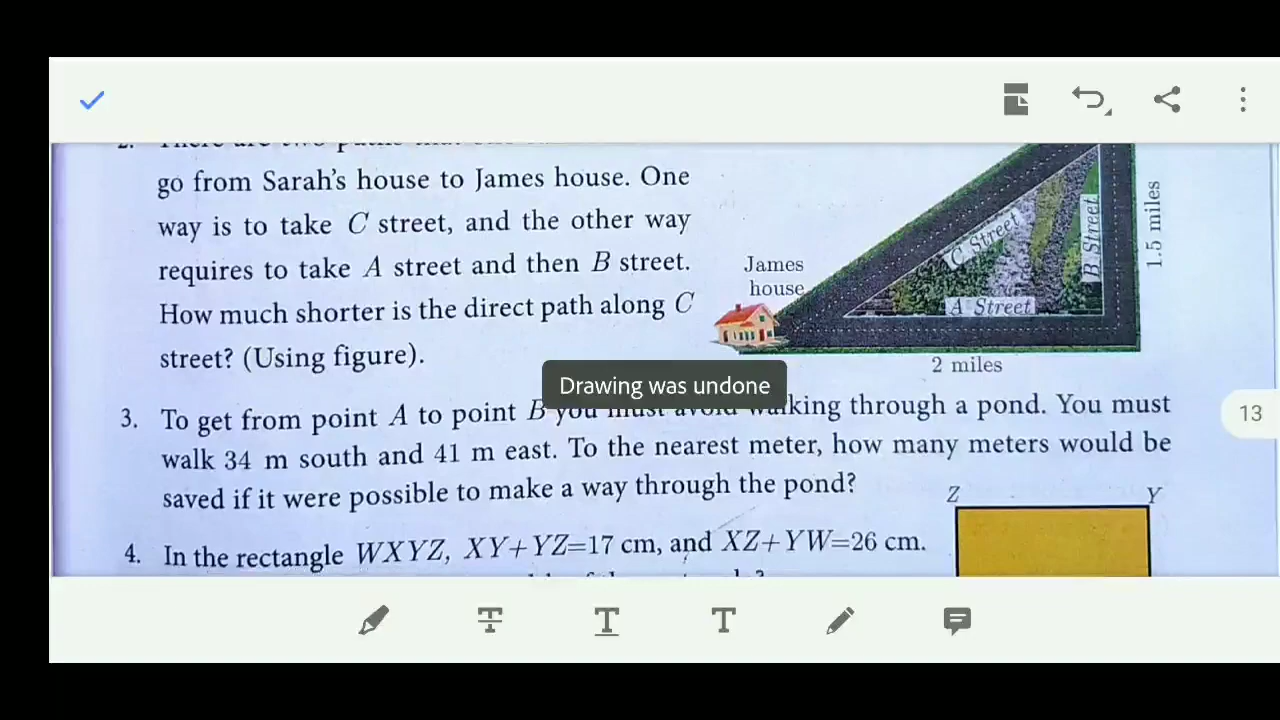 go from Sarah's house to James house. One
way is to take C street, and the other way
requires to take A street and then B street.
How much shorter is the direct path along C
street? (Using figure).
James
house
C Street
B Street
A Street
1.5 miles
2 miles
Drawing was undone
3. To get from point A to point B you must avoid walking through a pond. You must
walk 34 m south and 41 m east. To the nearest meter, how many meters would be
saved if it were possible to make a way through the pond?
13
Z Y
4. In the rectangle WXYZ, XY+YZ=17 cm, and XZ+YW=26 cm.